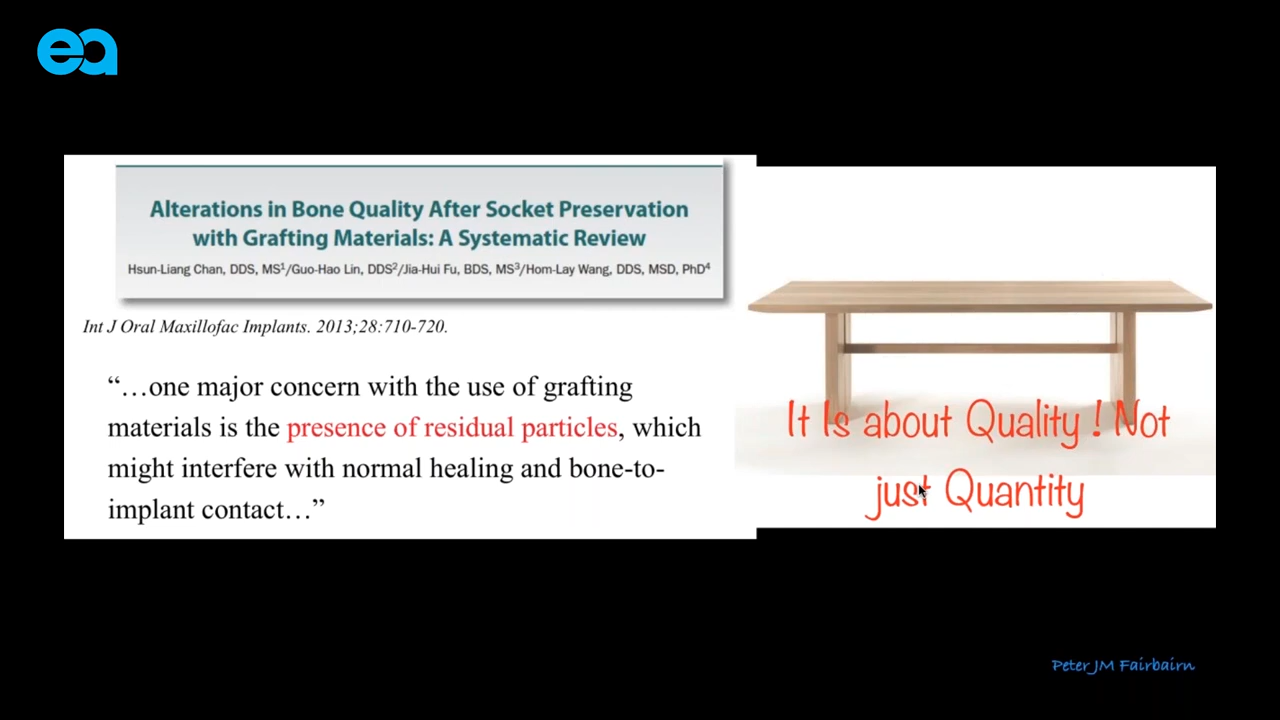 ea
Alterations in Bone Quality After Socket Preservation
with Grafting Materials: A Systematic Review
Hsun-Liang Chan, DDS, MS¹/Guo-Hao Lin, DDS²/Jia-Hui Fu, BDS, MS³/Hom-Lay Wang, DDS, MSD, PhD⁴
Int J Oral Maxillofac Implants. 2013;28:710-720.
“…one major concern with the use of grafting
materials is the presence of residual particles, which
might interfere with normal healing and bone-to-
implant contact…”
It Is about Quality ! Not
just Quantity
Peter JM Fairbairn